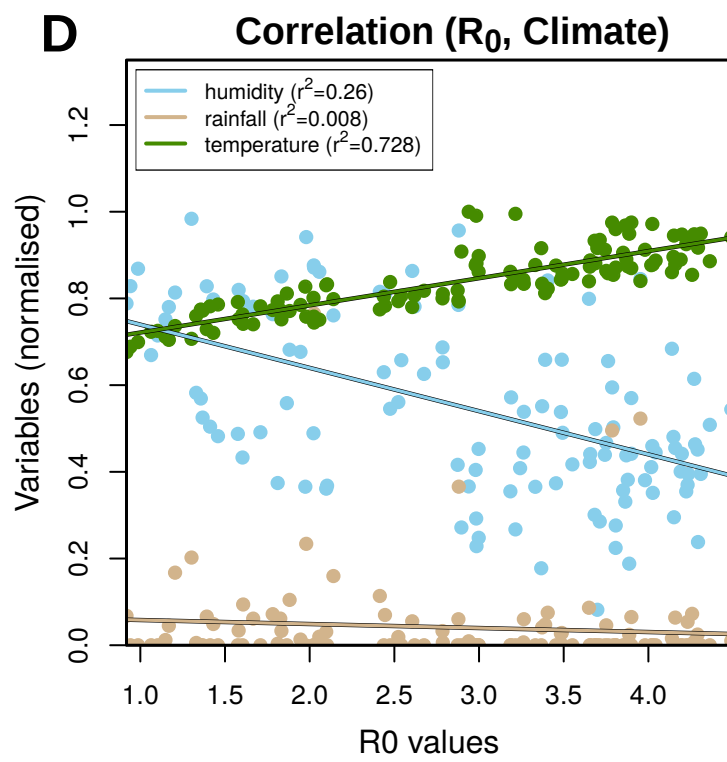 D
Correlation (R₀, Climate)
humidity (r²=0.26)
rainfall (r²=0.008)
temperature (r²=0.728)
Variables (normalised)
1.2
1.0
0.8
0.6
0.4
0.2
0.0
1.0 1.5 2.0 2.5 3.0 3.5 4.0
R0 values